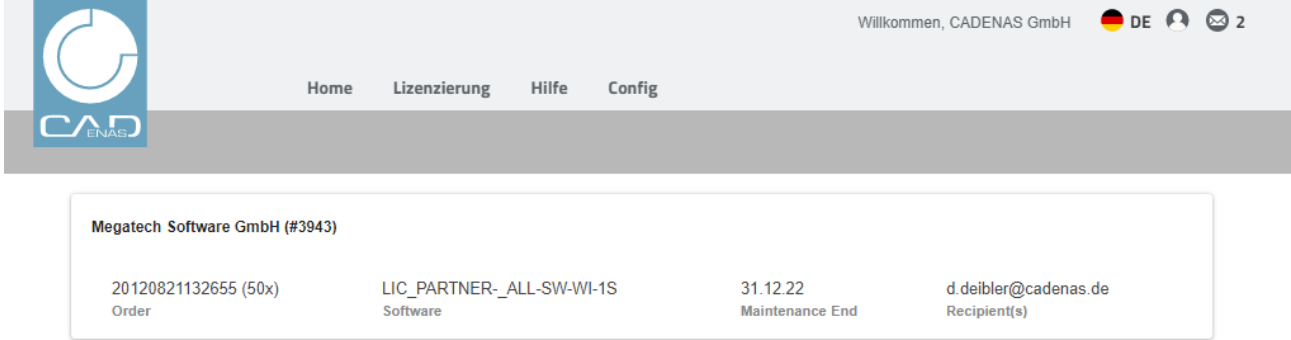 Willkommen, CADENAS GmbH DE 2
Home Lizenzierung Hilfe Config
CADENAS
Megatech Software GmbH (#3943)
20120821132655 (50x) LIC_PARTNER-_ALL-SW-WI-1S 31.12.22 d.deibler@cadenas.de
Order Software Maintenance End Recipient(s)